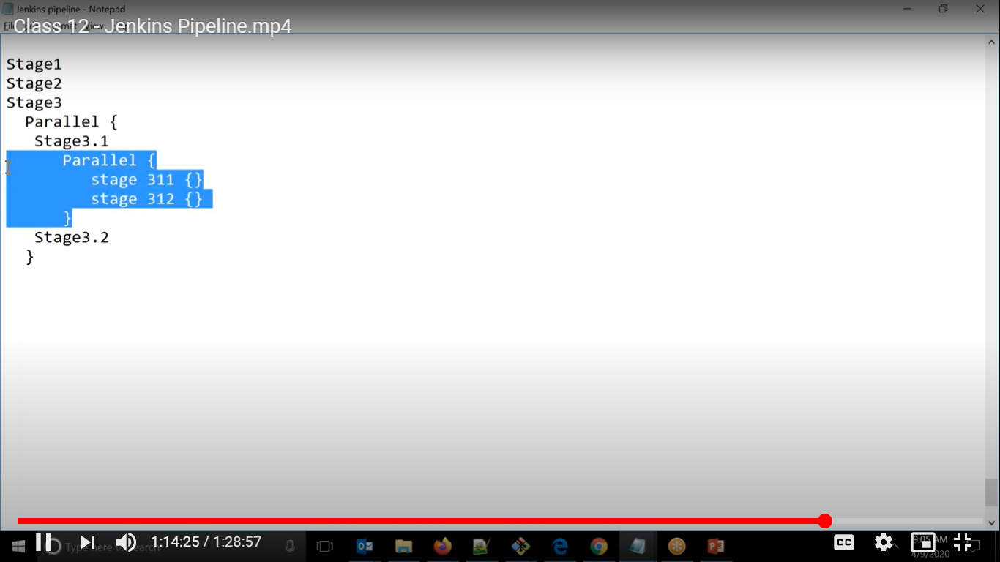 Jenkins pipeline - Notepad
Class 12 - Jenkins Pipeline.mp4
Stage1
Stage2
Stage3
Parallel {
Stage3.1
Parallel {
stage 311 {}
stage 312 {}
}
Stage3.2
}
1:14:25 / 1:28:57
CC
Type here to search
9:05 AM
4/9/2020